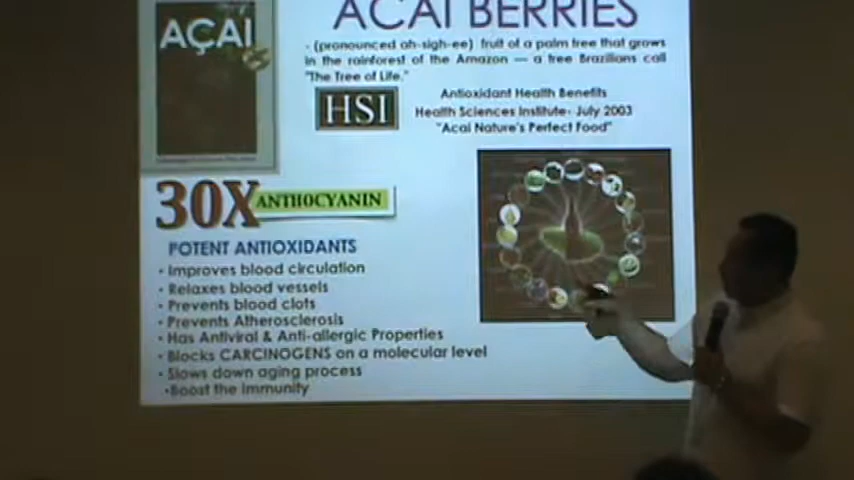 AÇAI
ACAI BERRIES
- (pronounced ah-sigh-ee) fruit of a palm tree that grows
in the rainforest of the Amazon — a tree Brazilians call
"The Tree of Life."
HSI
Antioxidant Health Benefits
Health Sciences Institute- July 2003
"Acai Nature's Perfect Food"
30X ANTHOCYANIN
POTENT ANTIOXIDANTS
• Improves blood circulation
• Relaxes blood vessels
• Prevents blood clots
• Prevents Atherosclerosis
• Has Antiviral & Anti-allergic Properties
• Blocks CARCINOGENS on a molecular level
• Slows down aging process
•Boost the immunity